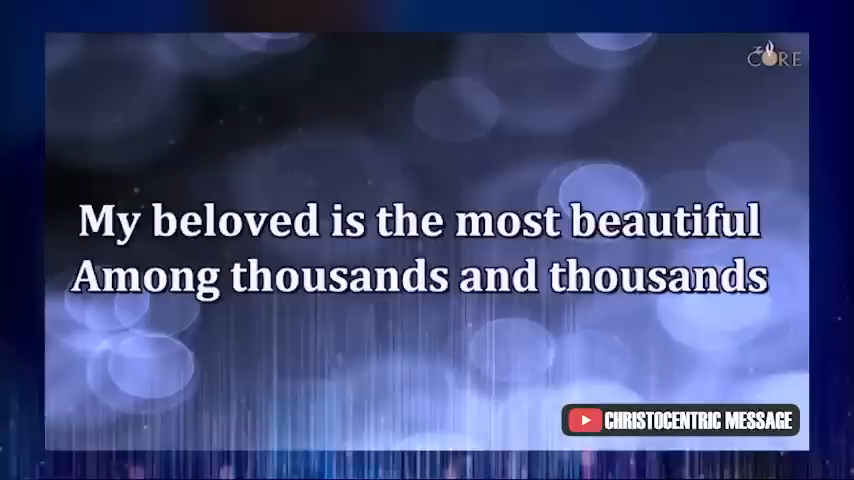 CORE
My beloved is the most beautiful
Among thousands and thousands
CHRISTOCENTRIC MESSAGE